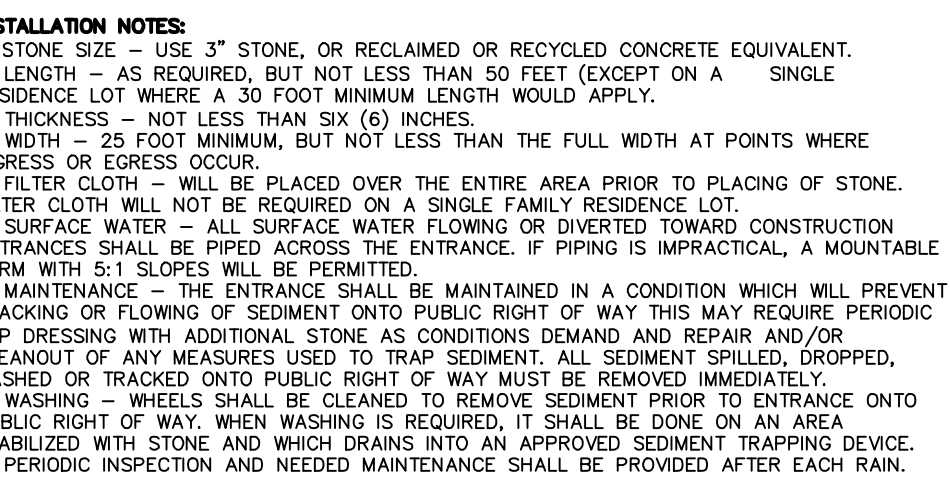 STALLATION NOTES:
STONE SIZE – USE 3" STONE, OR RECLAIMED OR RECYCLED CONCRETE EQUIVALENT.
LENGTH – AS REQUIRED, BUT NOT LESS THAN 50 FEET (EXCEPT ON A SINGLE
SIDENCE LOT WHERE A 30 FOOT MINIMUM LENGTH WOULD APPLY.
THICKNESS – NOT LESS THAN SIX (6) INCHES.
WIDTH – 25 FOOT MINIMUM, BUT NOT LESS THAN THE FULL WIDTH AT POINTS WHERE
GRESS OR EGRESS OCCUR.
FILTER CLOTH – WILL BE PLACED OVER THE ENTIRE AREA PRIOR TO PLACING OF STONE.
TER CLOTH WILL NOT BE REQUIRED ON A SINGLE FAMILY RESIDENCE LOT.
SURFACE WATER – ALL SURFACE WATER FLOWING OR DIVERTED TOWARD CONSTRUCTION
TRANCES SHALL BE PIPED ACROSS THE ENTRANCE. IF PIPING IS IMPRACTICAL, A MOUNTABLE
RM WITH 5:1 SLOPES WILL BE PERMITTED.
MAINTENANCE – THE ENTRANCE SHALL BE MAINTAINED IN A CONDITION WHICH WILL PREVENT
ACKING OR FLOWING OF SEDIMENT ONTO PUBLIC RIGHT OF WAY THIS MAY REQUIRE PERIODIC
P DRESSING WITH ADDITIONAL STONE AS CONDITIONS DEMAND AND REPAIR AND/OR
EANOUT OF ANY MEASURES USED TO TRAP SEDIMENT. ALL SEDIMENT SPILLED, DROPPED,
ASHED OR TRACKED ONTO PUBLIC RIGHT OF WAY MUST BE REMOVED IMMEDIATELY.
WASHING – WHEELS SHALL BE CLEANED TO REMOVE SEDIMENT PRIOR TO ENTRANCE ONTO
BLIC RIGHT OF WAY. WHEN WASHING IS REQUIRED, IT SHALL BE DONE ON AN AREA
ABILIZED WITH STONE AND WHICH DRAINS INTO AN APPROVED SEDIMENT TRAPPING DEVICE.
PERIODIC INSPECTION AND NEEDED MAINTENANCE SHALL BE PROVIDED AFTER EACH RAIN.